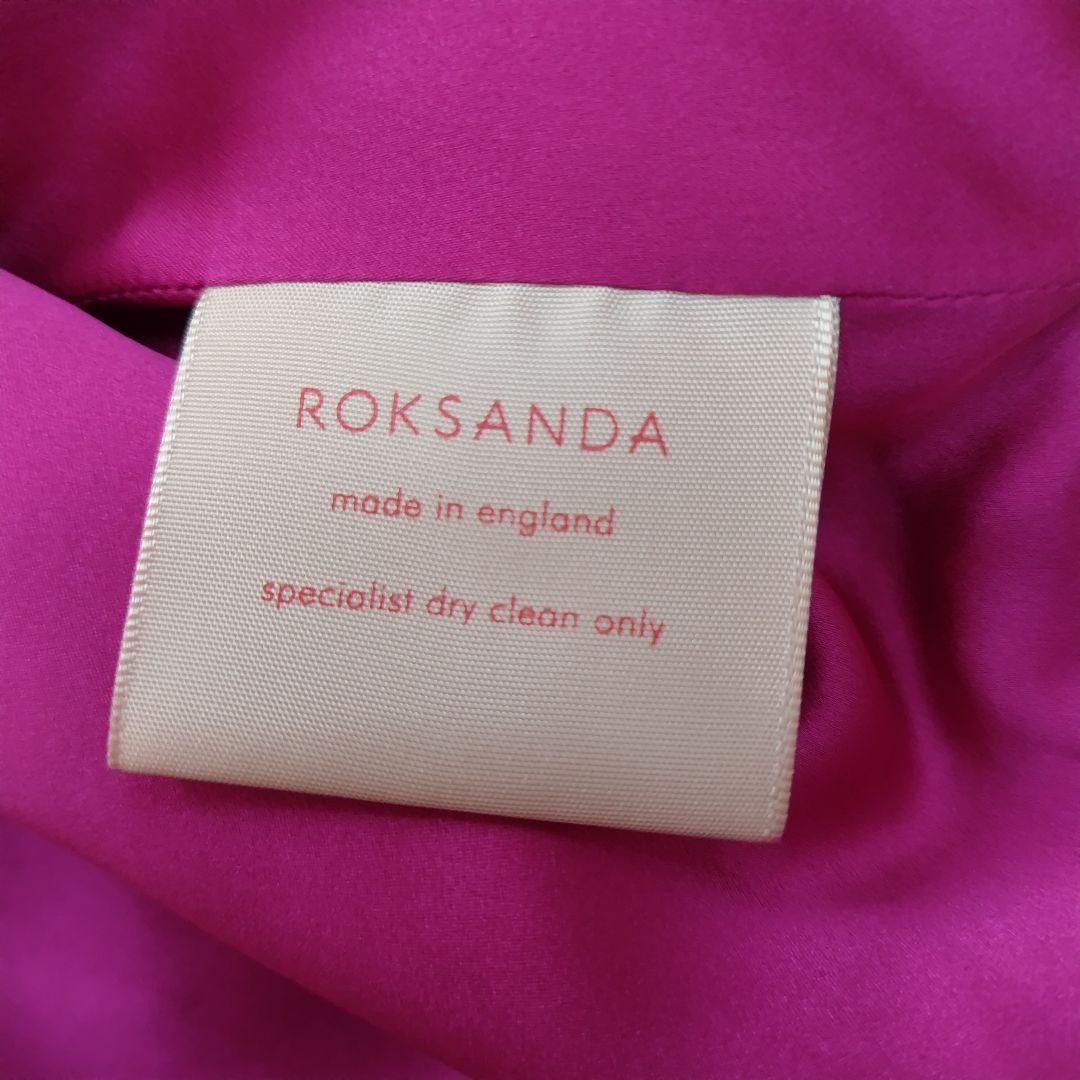 ROKSANDA
made in england
specialist dry clean only